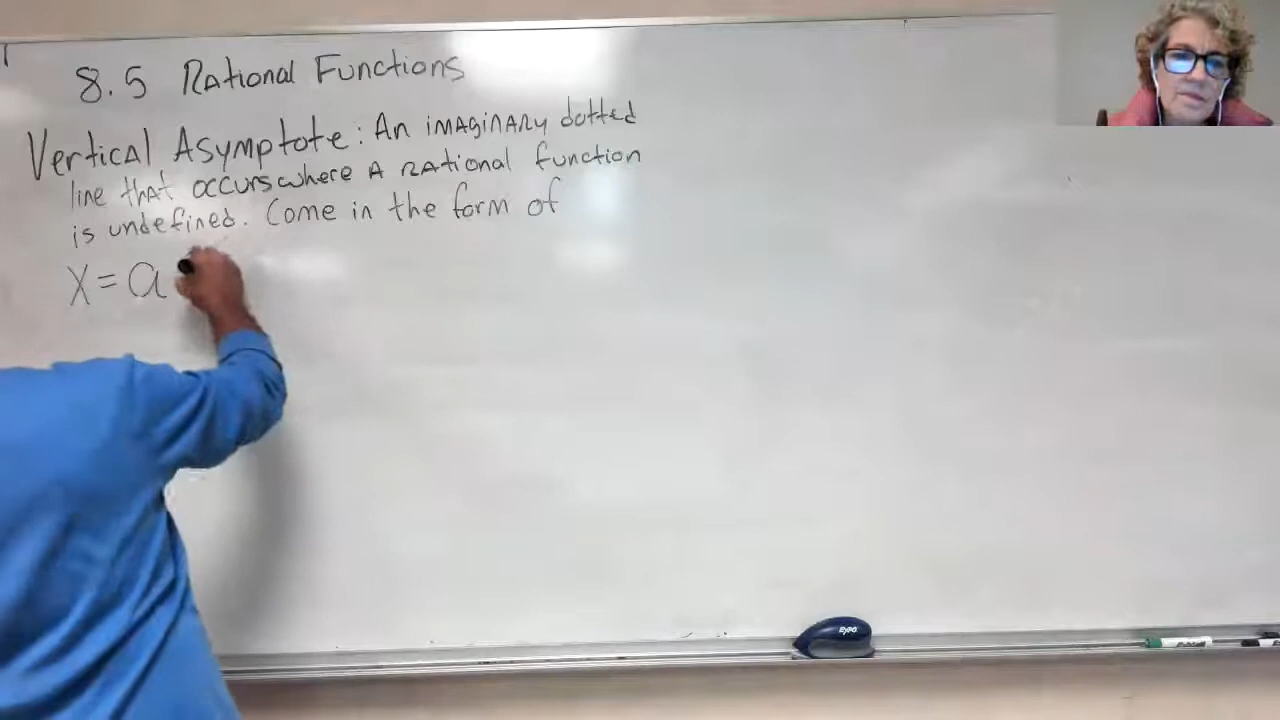 8.5 Rational Functions
Vertical Asymptote: An imaginary dotted
line that occurs where a rational function
is undefined. Come in the form of
x = a
EXPO